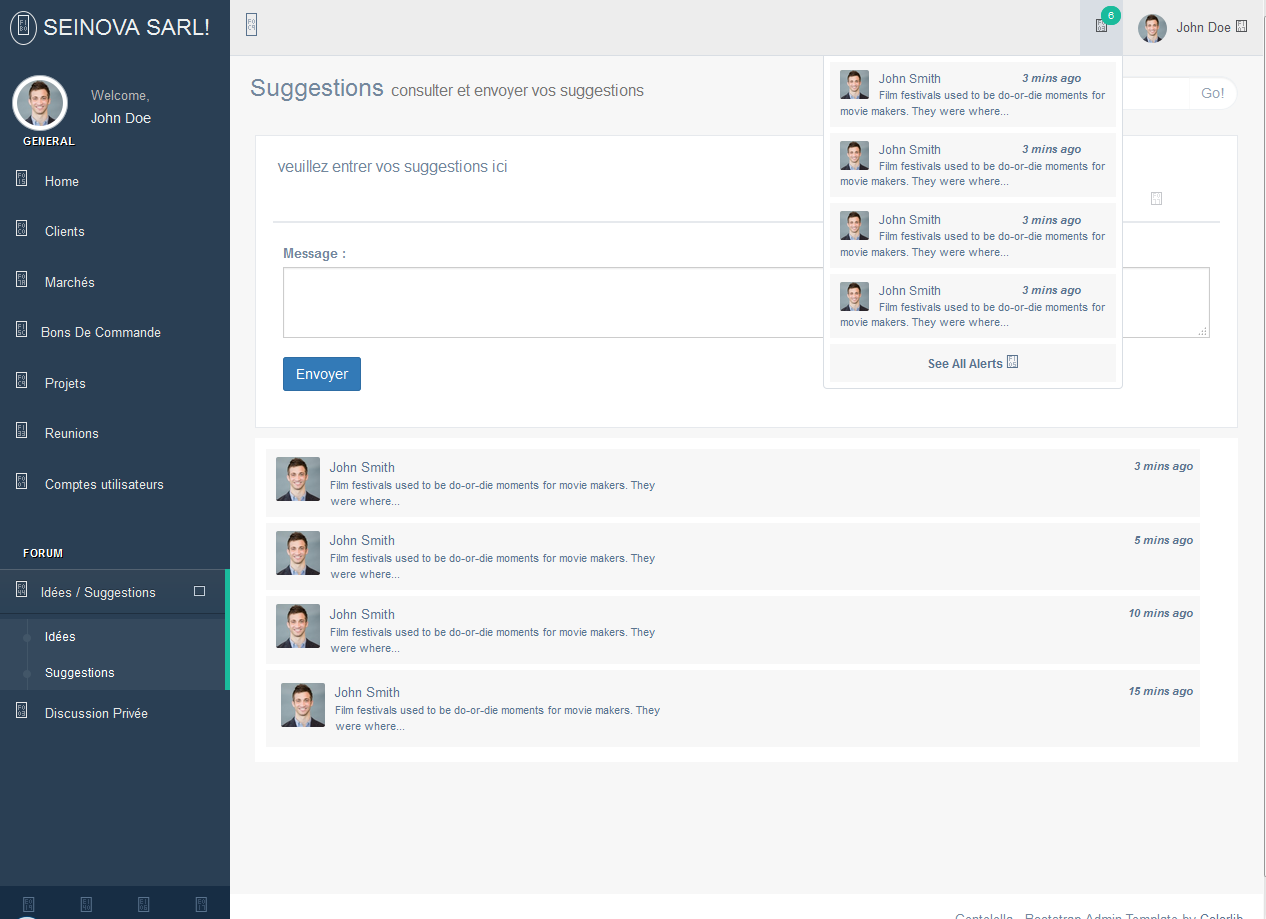 SEINOVA SARL!
6
John Doe
Welcome,
John Doe
GENERAL
Home
Clients
Marchés
Bons De Commande
Projets
Reunions
Comptes utilisateurs
FORUM
Idées / Suggestions
Idées
Suggestions
Discussion Privée
Suggestions consulter et envoyer vos suggestions
Go!
veuillez entrer vos suggestions ici
Message :
Envoyer
John Smith 3 mins ago
Film festivals used to be do-or-die moments for
movie makers. They were where...
John Smith 3 mins ago
Film festivals used to be do-or-die moments for
movie makers. They were where...
John Smith 3 mins ago
Film festivals used to be do-or-die moments for
movie makers. They were where...
John Smith 3 mins ago
Film festivals used to be do-or-die moments for
movie makers. They were where...
See All Alerts
John Smith 3 mins ago
Film festivals used to be do-or-die moments for movie makers. They
were where...
John Smith 5 mins ago
Film festivals used to be do-or-die moments for movie makers. They
were where...
John Smith 10 mins ago
Film festivals used to be do-or-die moments for movie makers. They
were where...
John Smith 15 mins ago
Film festivals used to be do-or-die moments for movie makers. They
were where...
Gentelella - Bootstrap Admin Template by Colorlib